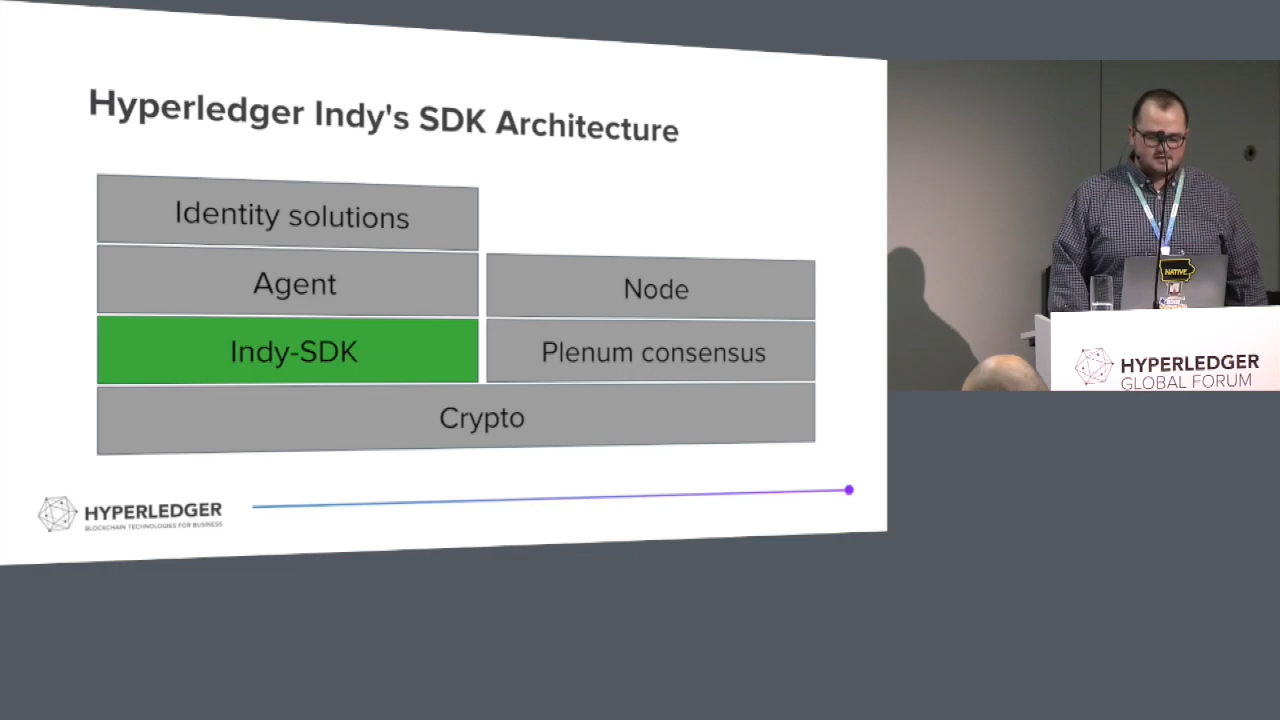 Hyperledger Indy's SDK Architecture
Identity solutions
Agent
Node
Indy-SDK
Plenum consensus
Crypto
HYPERLEDGER
BLOCKCHAIN TECHNOLOGIES FOR BUSINESS
NATIVE
HYPERLEDGER
GLOBAL FORUM